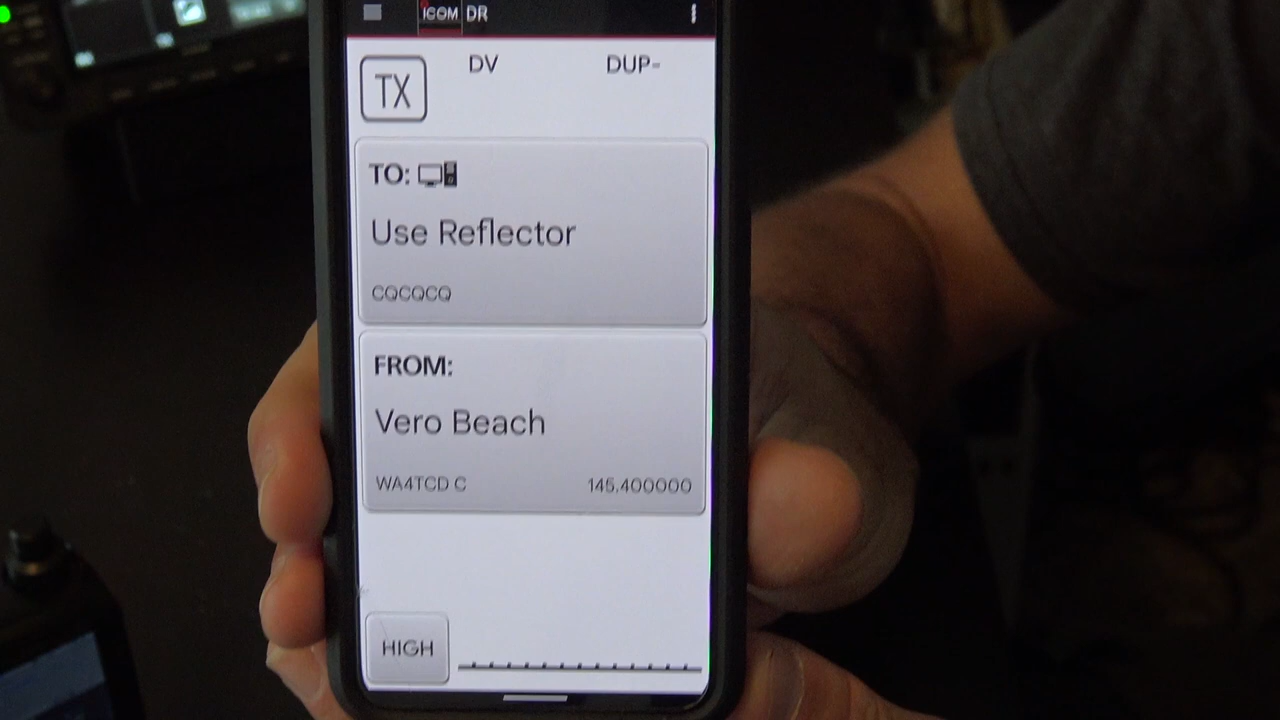 ICOM DR
TX DV DUP-
TO:
Use Reflector
CQCQCQ
FROM:
Vero Beach
WA4TCD C 145.400000
HIGH